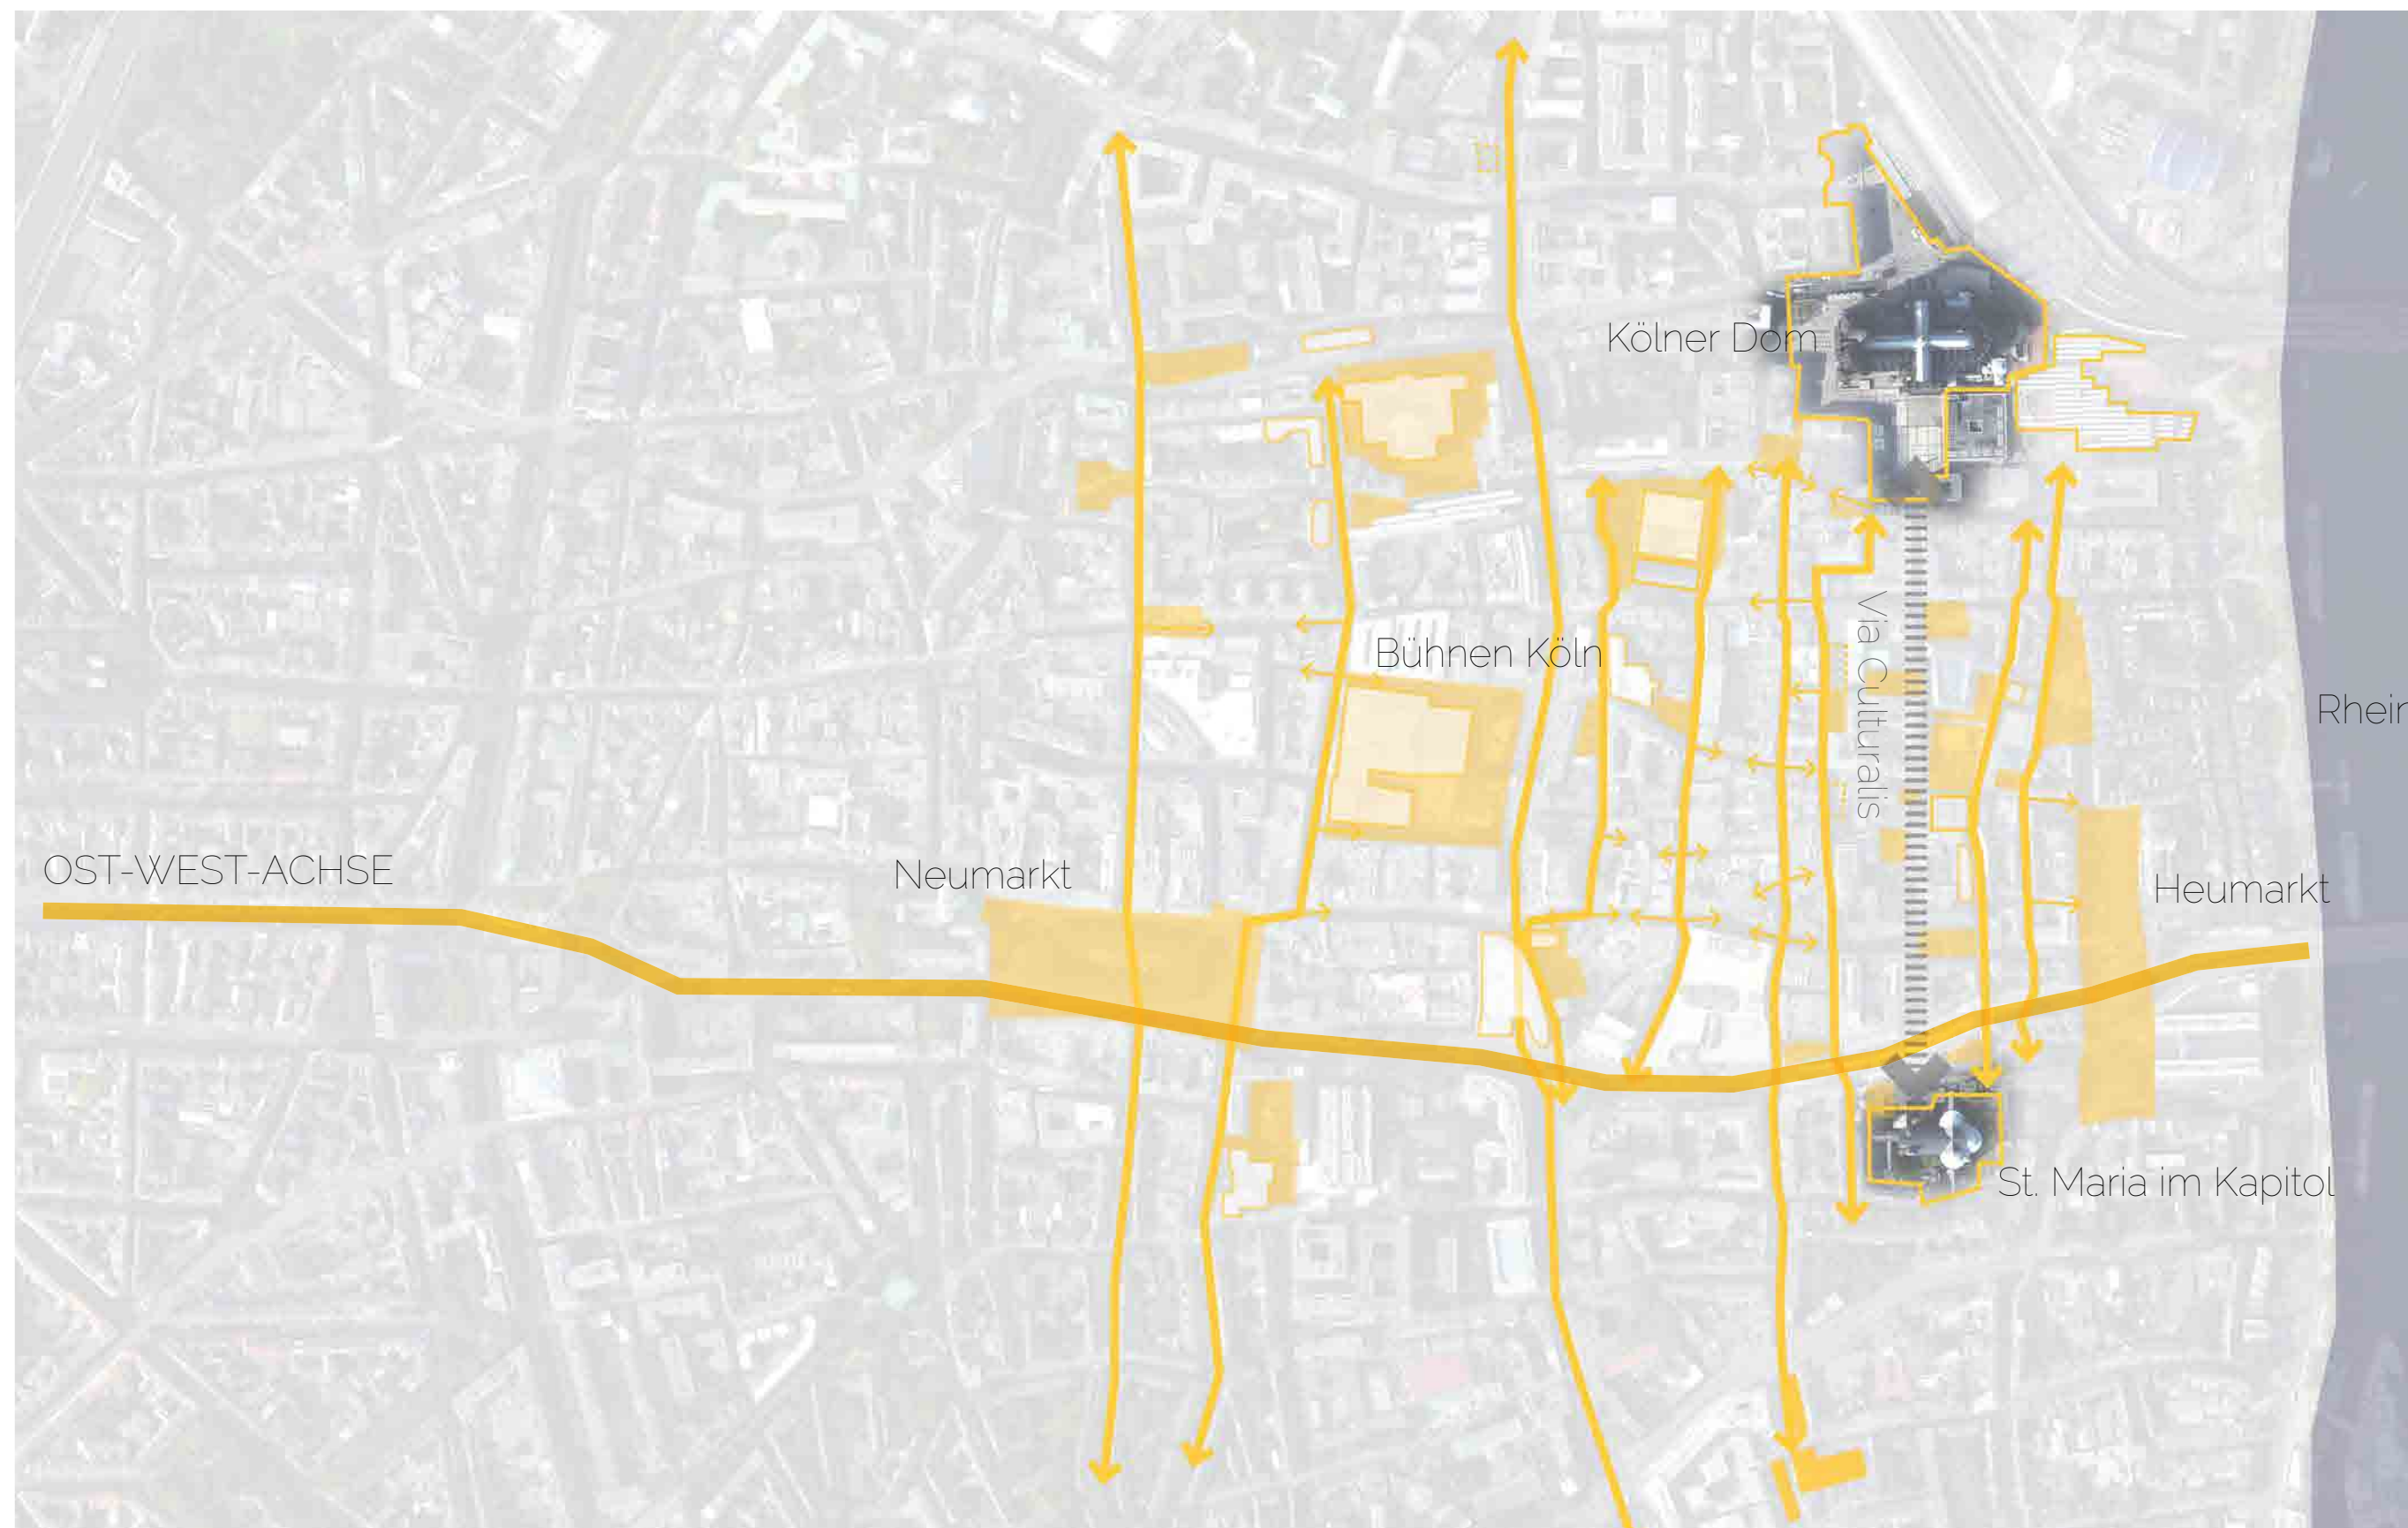 Kölner Dom
Bühnen Köln
Via Culturalis
Rhein
OST-WEST-ACHSE
Neumarkt
Heumarkt
St. Maria im Kapitol